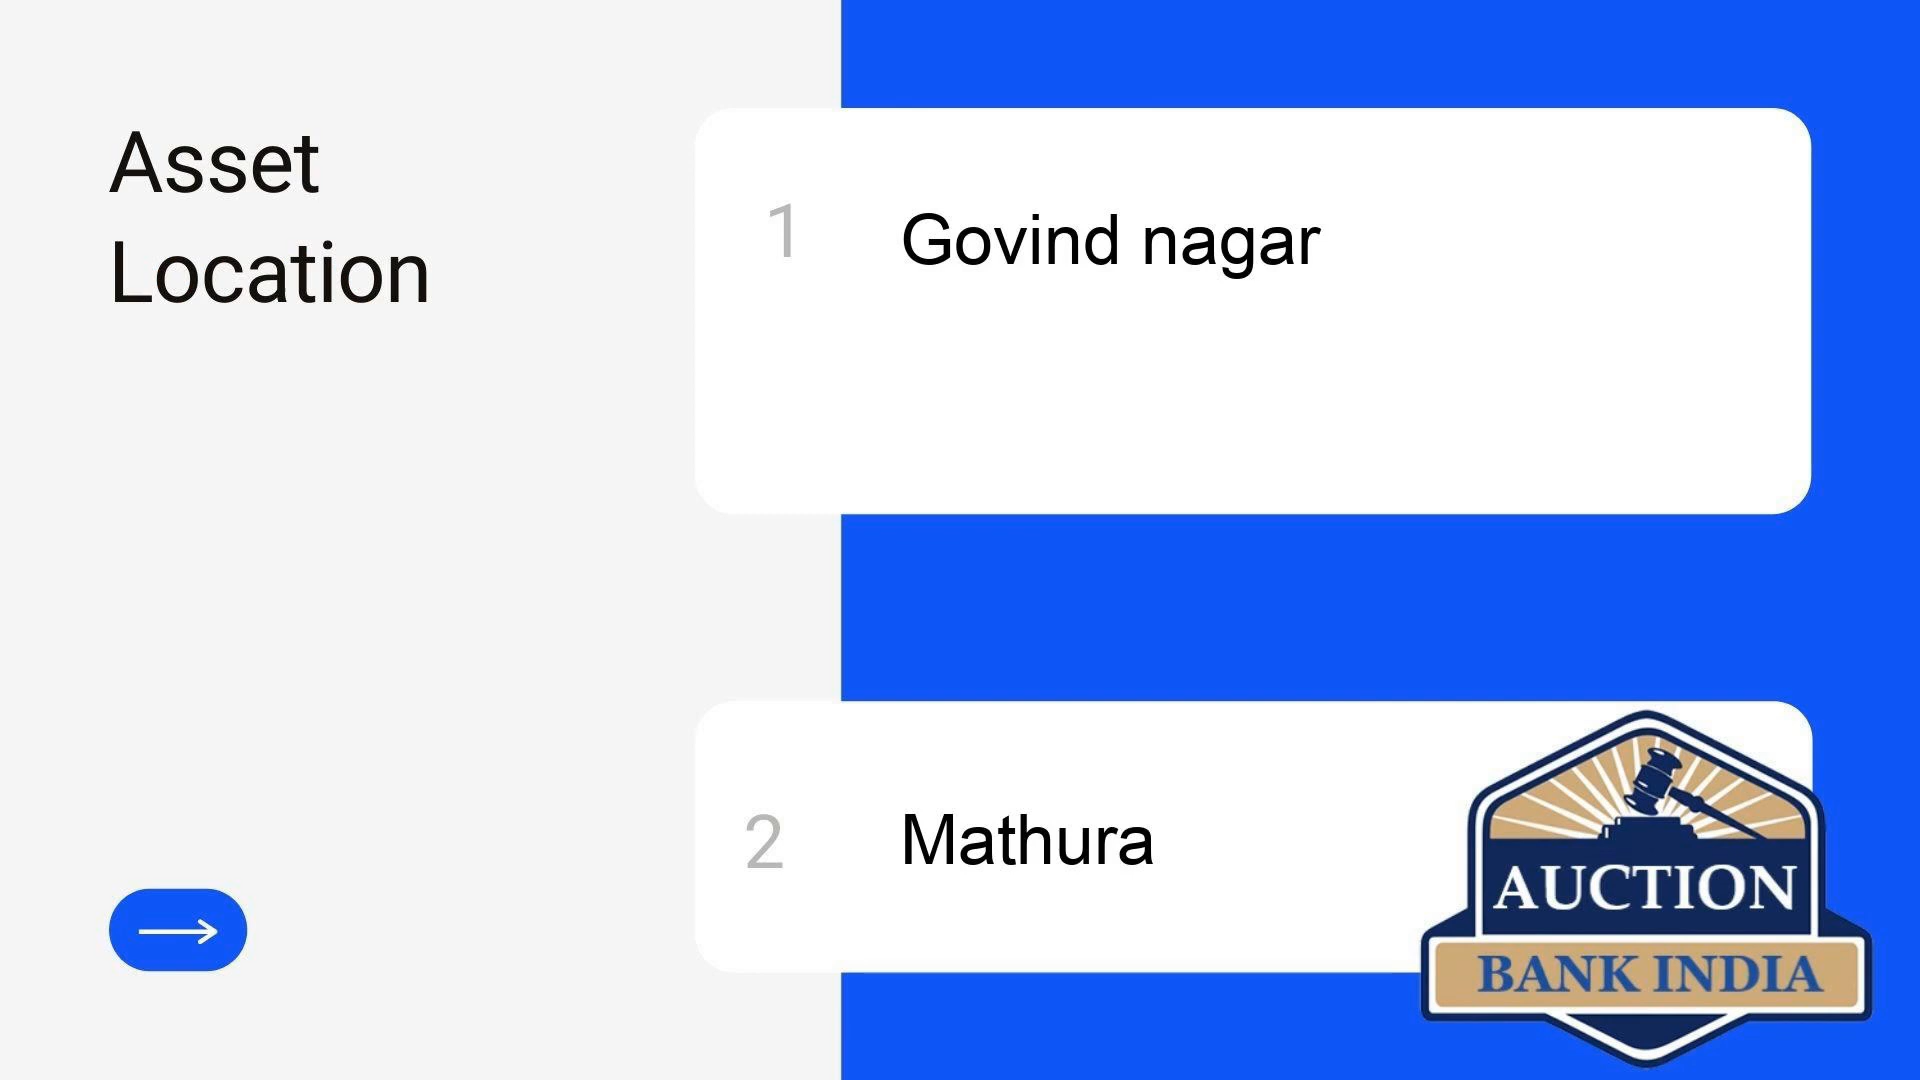 Asset
Location
1
Govind nagar
2
Mathura
AUCTION
BANK INDIA